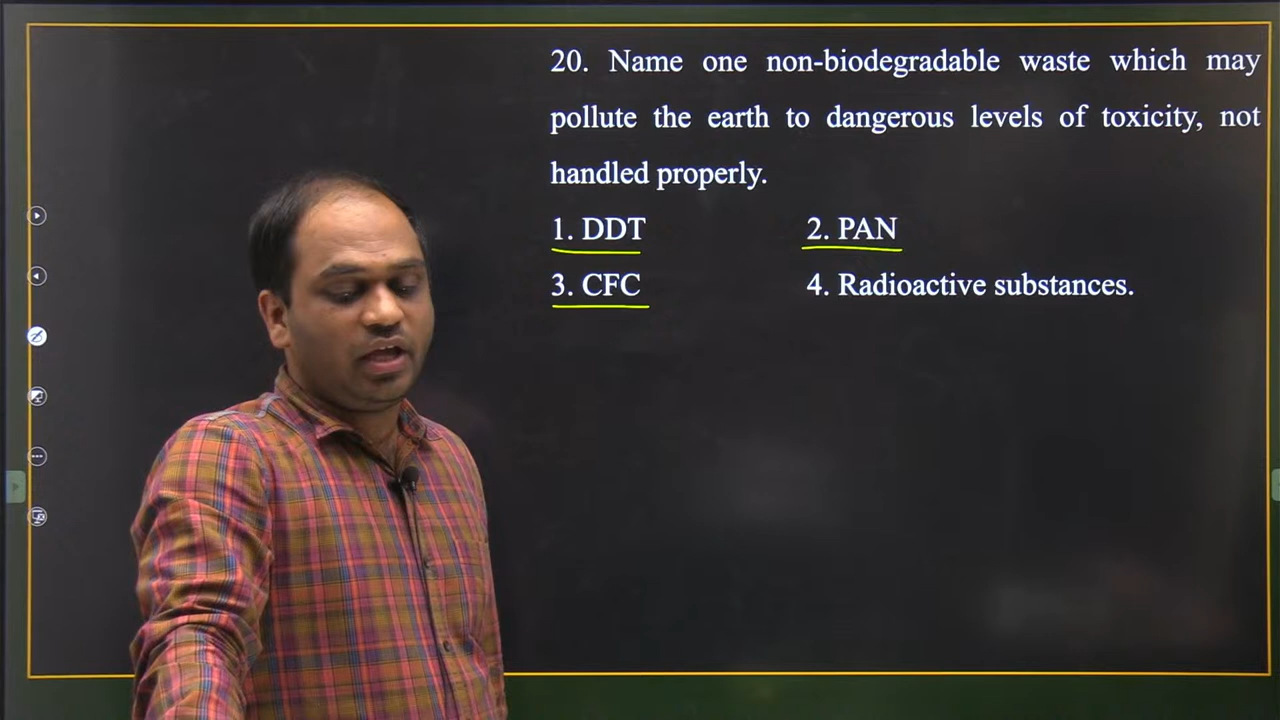 20. Name one non-biodegradable waste which may
pollute the earth to dangerous levels of toxicity, not
handled properly.
1. DDT 2. PAN
3. CFC 4. Radioactive substances.